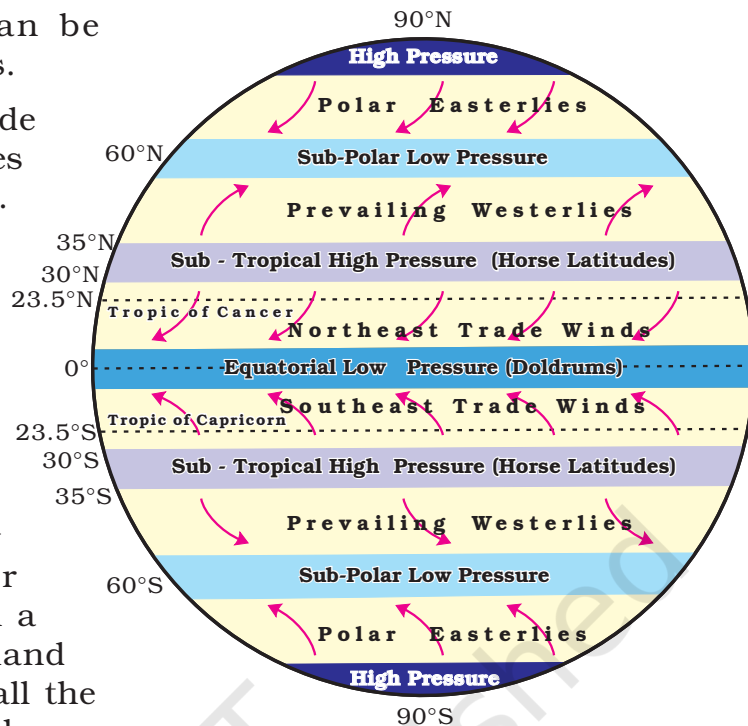 an be
s.
de
es
.
r
a
and
all the
90°N
High Pressure
Polar Easterlies
60°N
Sub-Polar Low Pressure
Prevailing Westerlies
35°N
Sub - Tropical High Pressure (Horse Latitudes)
30°N
23.5°N
Tropic of Cancer
Northeast Trade Winds
0°
Equatorial Low Pressure (Doldrums)
Southeast Trade Winds
Tropic of Capricorn
23.5°S
30°S
Sub - Tropical High Pressure (Horse Latitudes)
35°S
Prevailing Westerlies
60°S
Sub-Polar Low Pressure
Polar Easterlies
High Pressure
90°S